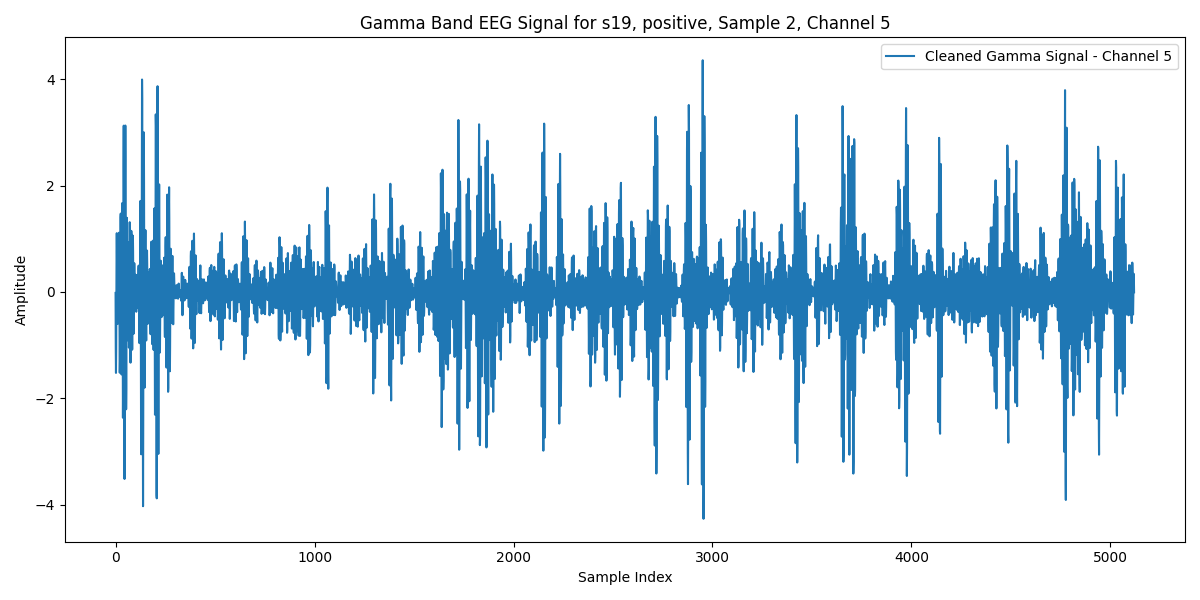 Gamma Band EEG Signal for s19, positive, Sample 2, Channel 5
Cleaned Gamma Signal - Channel 5
Amplitude
4
2
0
−2
−4
0 1000 2000 3000 4000 5000
Sample Index